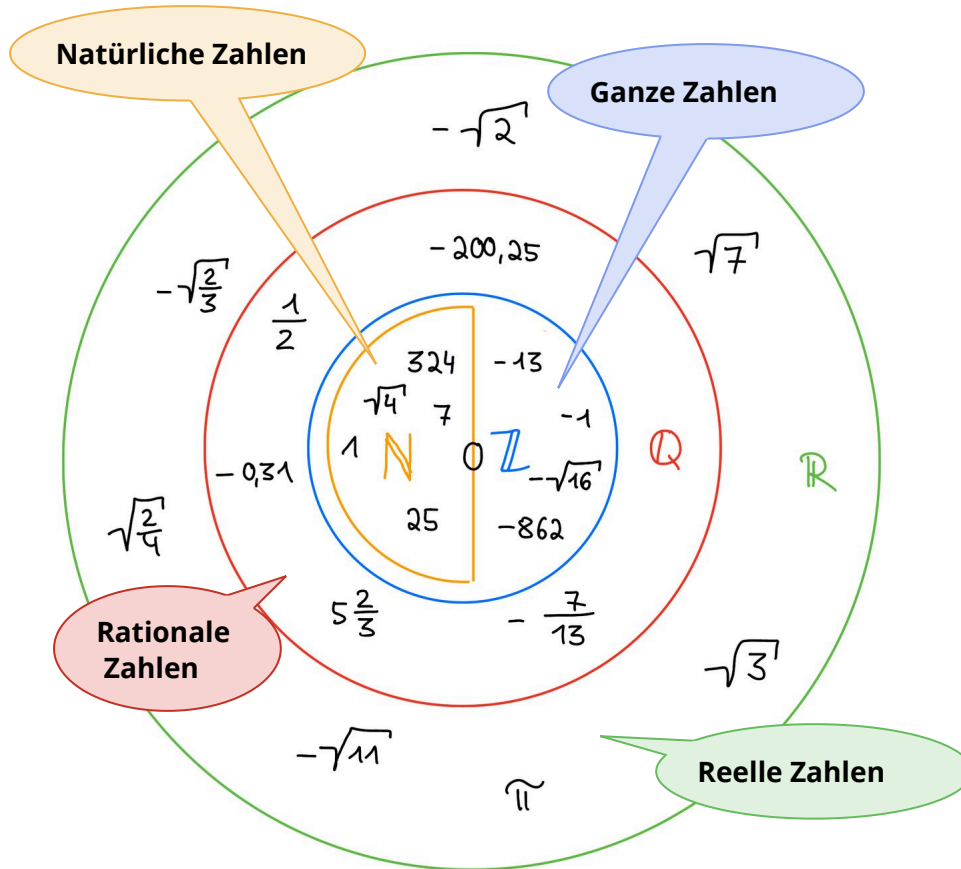 Natürliche Zahlen
Ganze Zahlen
-√2
-200,25
√7
-√(2/3)
1/2
324
-13
√4
7
-1
1
N
0
ℤ
-√16
ℚ
ℝ
-0,31
25
-862
√(2/4)
5 2/3
-7/13
Rationale
Zahlen
√3
-√11
π
Reelle Zahlen